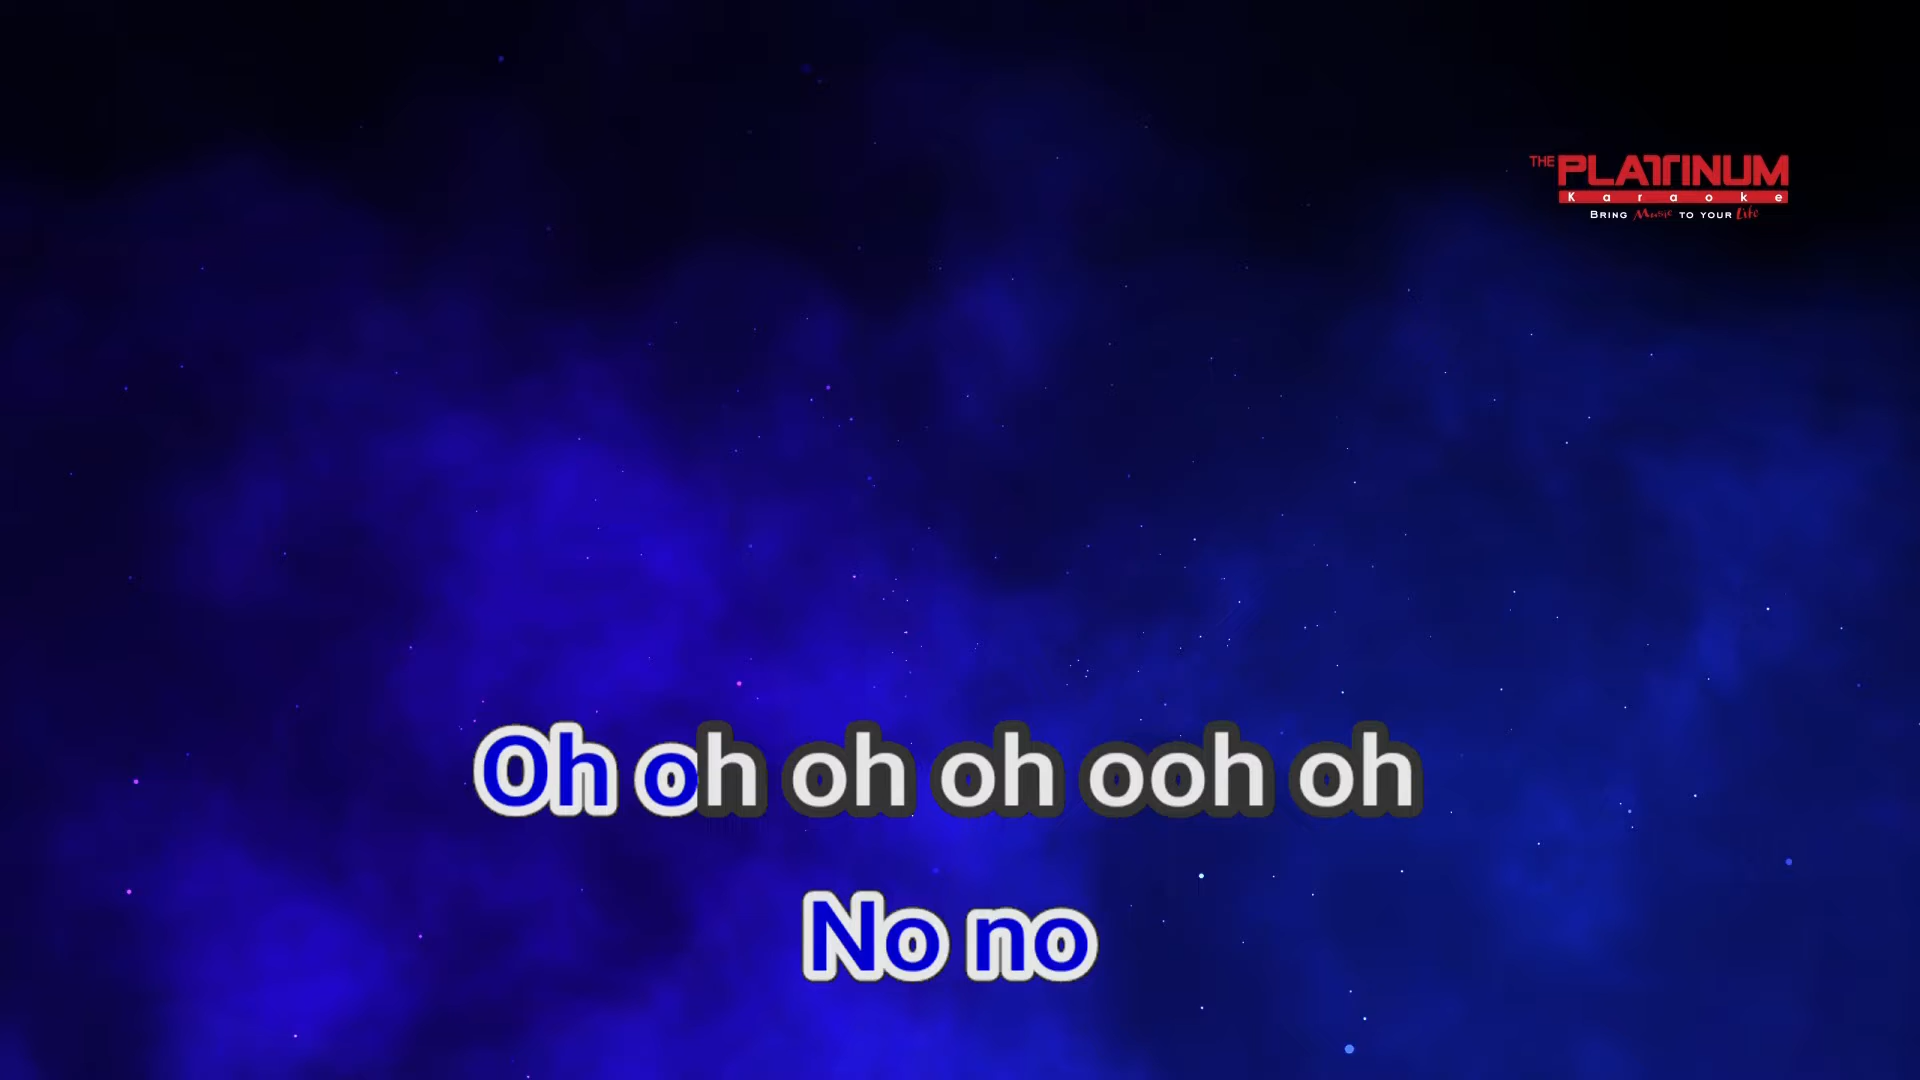 THE PLATINUM
Karaoke
BRING Music TO YOUR Life
Oh oh oh oh ooh oh
No no